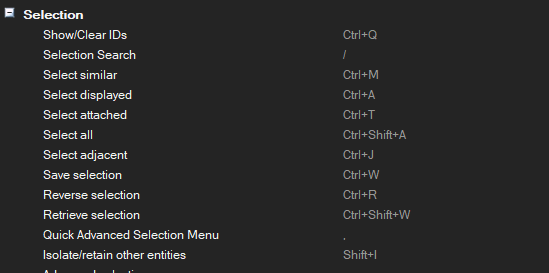 Selection
Show/Clear IDs Ctrl+Q
Selection Search /
Select similar Ctrl+M
Select displayed Ctrl+A
Select attached Ctrl+T
Select all Ctrl+Shift+A
Select adjacent Ctrl+J
Save selection Ctrl+W
Reverse selection Ctrl+R
Retrieve selection Ctrl+Shift+W
Quick Advanced Selection Menu .
Isolate/retain other entities Shift+I